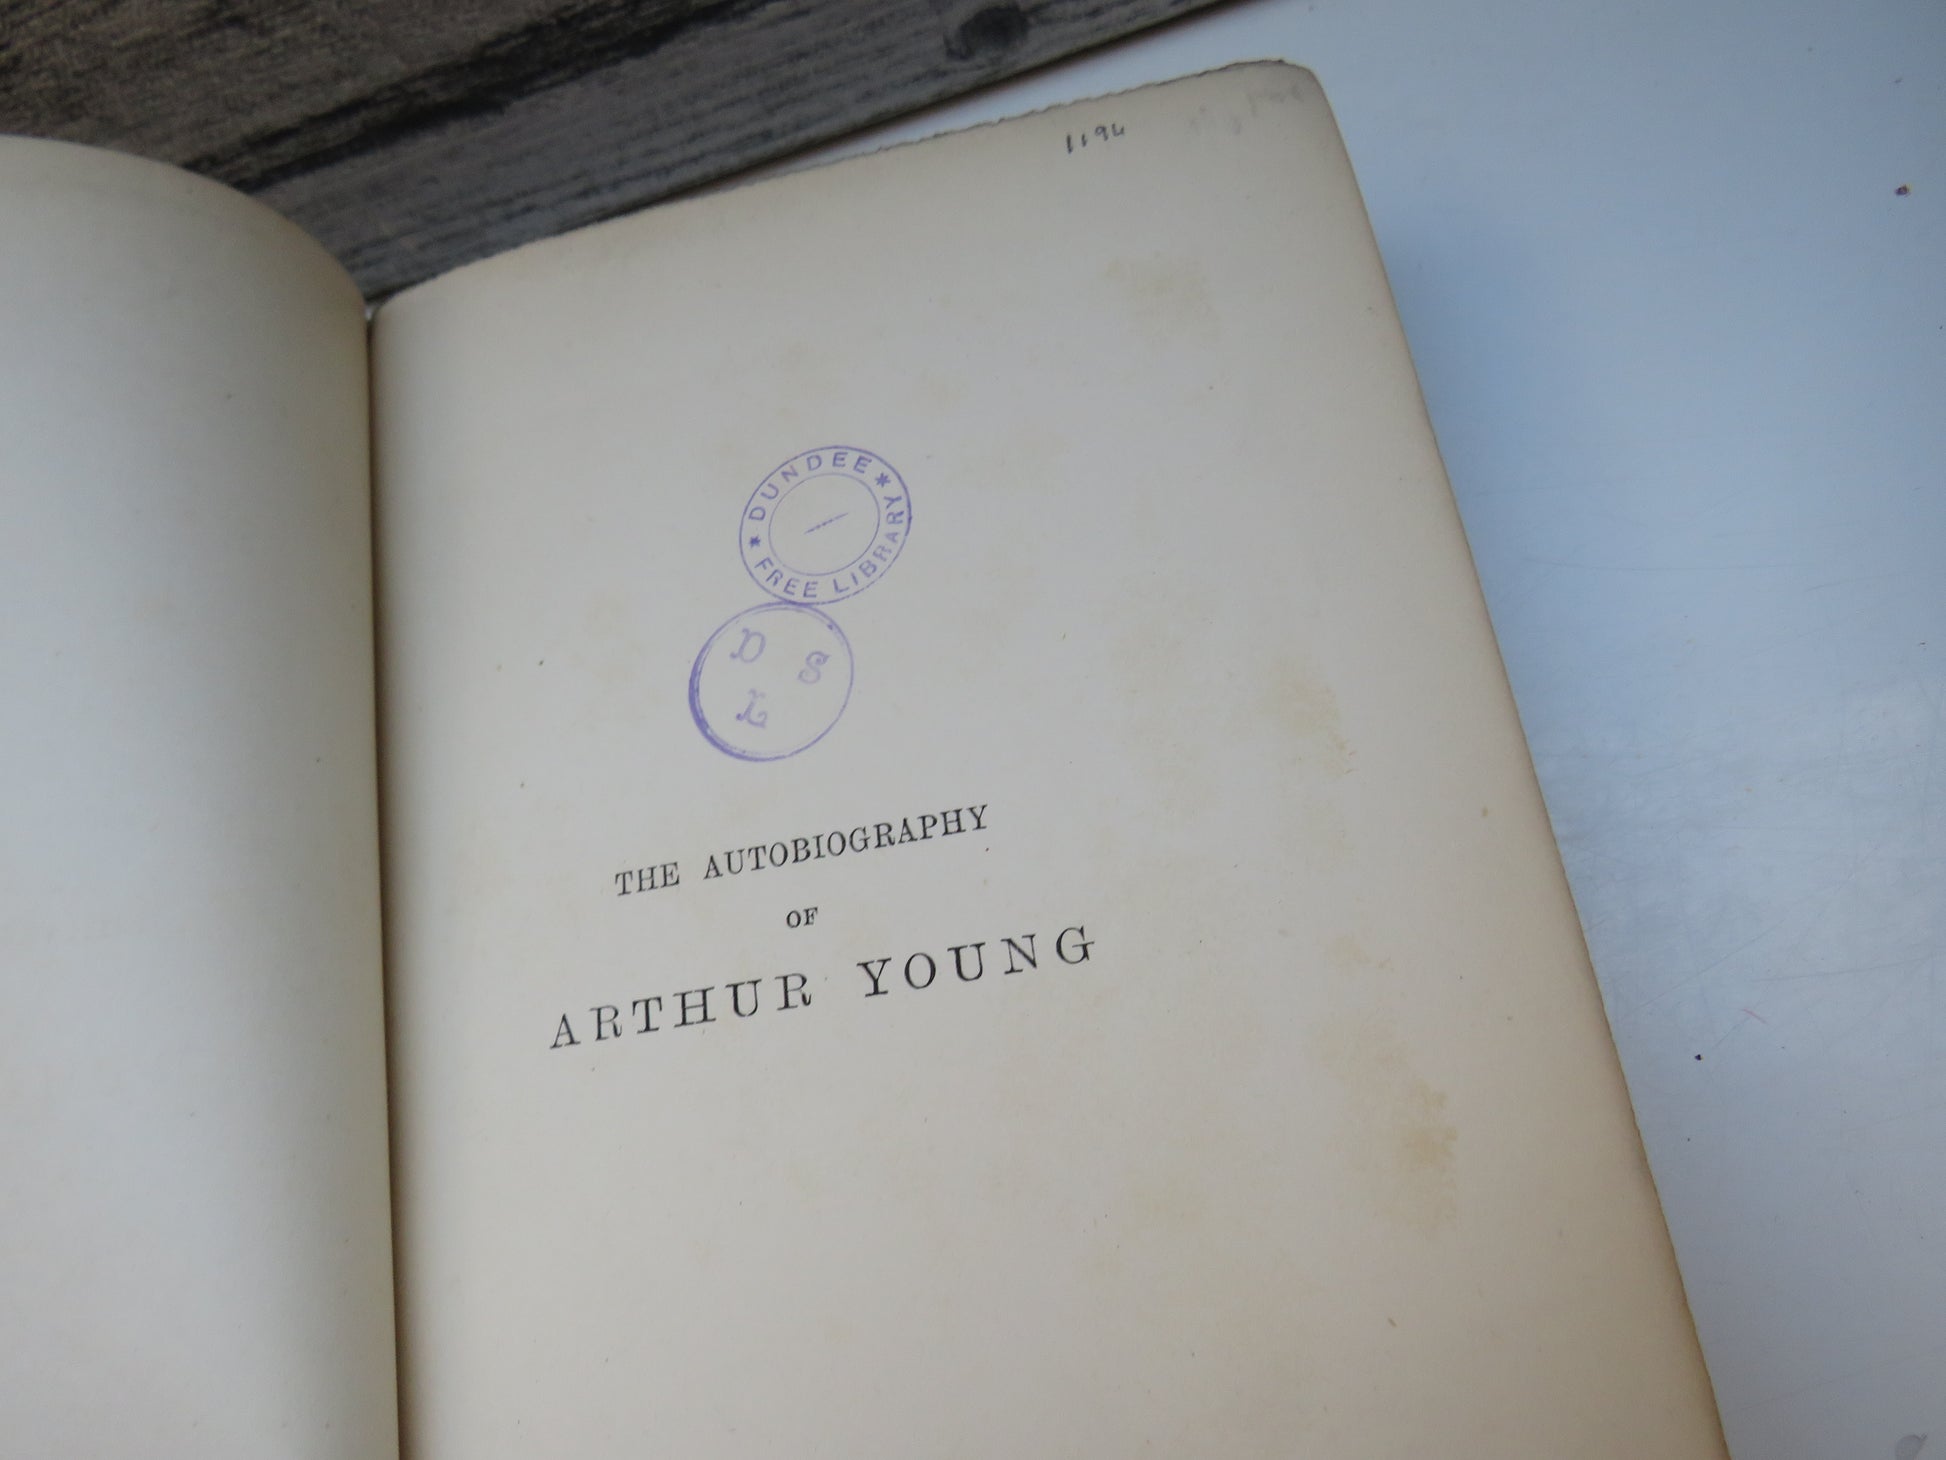 1194
* DUNDEE *
FREE LIBRARY
D S
L
THE AUTOBIOGRAPHY
OF
ARTHUR YOUNG